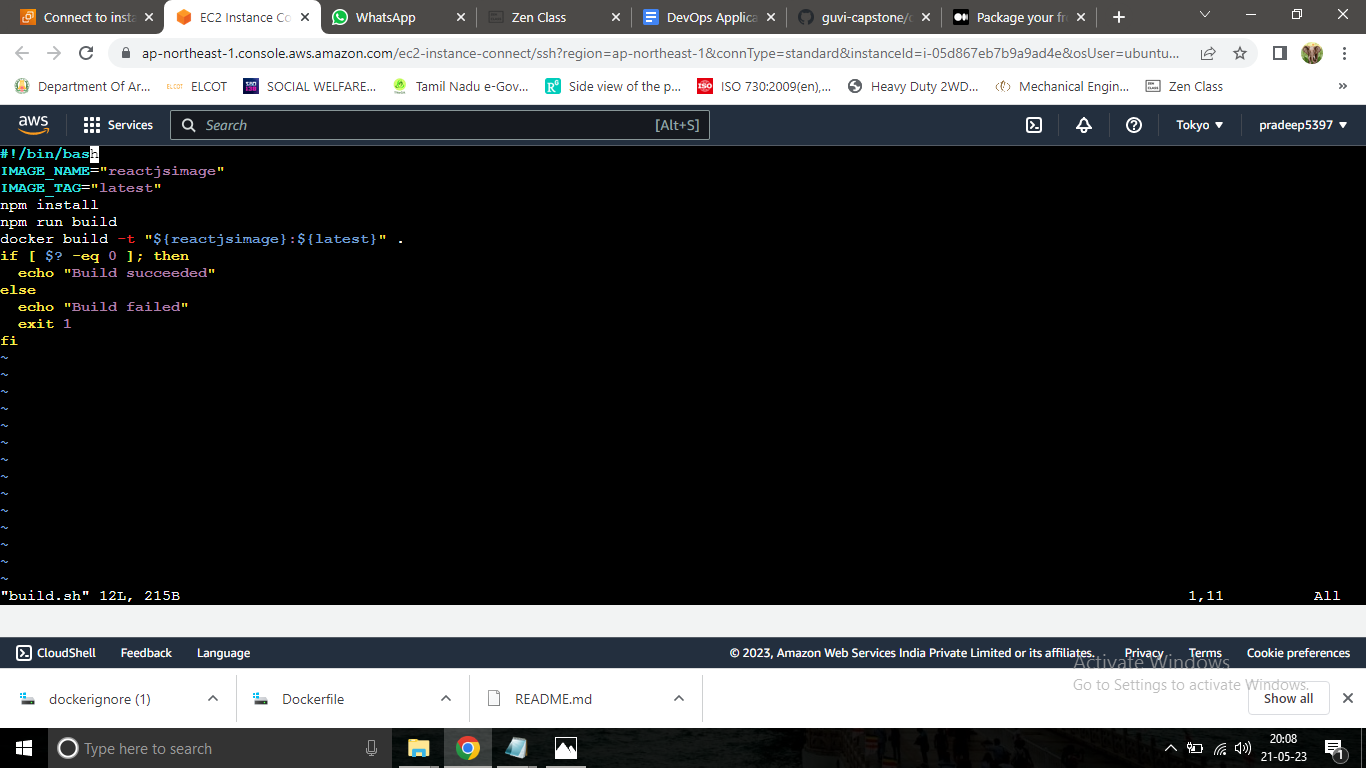 Connect to insta
EC2 Instance Co
WhatsApp
Zen Class
DevOps Applica
guvi-capstone/
Package your fr
ap-northeast-1.console.aws.amazon.com/ec2-instance-connect/ssh?region=ap-northeast-1&connType=standard&instanceId=i-05d867eb7b9a9ad4e&osUser=ubuntu...
Department Of Ar...
ELCOT
ELCOT
SOCIAL WELFARE...
Tamil Nadu e-Gov...
Side view of the p...
ISO
ISO 730:2009(en),...
Heavy Duty 2WD...
Mechanical Engin...
Zen Class
»
aws
Services
Search
[Alt+S]
Tokyo
pradeep5397
#!/bin/bash
IMAGE_NAME="reactjsimage"
IMAGE_TAG="latest"
npm install
npm run build
docker build -t "${reactjsimage}:${latest}" .
if [ $? -eq 0 ]; then
  echo "Build succeeded"
else
  echo "Build failed"
  exit 1
fi
~
~
~
~
~
~
~
~
~
~
~
~
~
~
"build.sh" 12L, 215B 1,11 All
CloudShell
Feedback
Language
© 2023, Amazon Web Services India Private Limited or its affiliates.
Privacy
Terms
Cookie preferences
Activate Windows
Go to Settings to activate Windows.
dockerignore (1)
Dockerfile
README.md
Show all
Type here to search
20:08
21-05-23
1